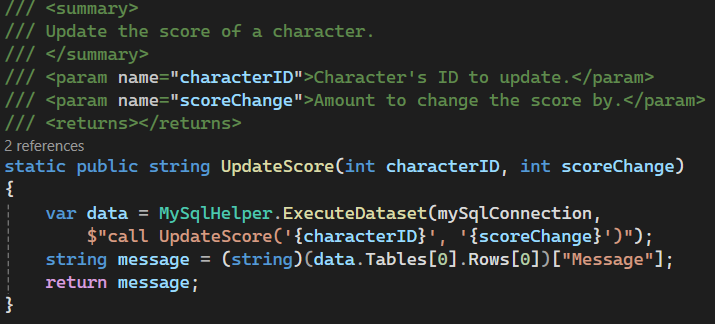 /// <summary>
/// Update the score of a character.
/// </summary>
/// <param name="characterID">Character's ID to update.</param>
/// <param name="scoreChange">Amount to change the score by.</param>
/// <returns></returns>
2 references
static public string UpdateScore(int characterID, int scoreChange)
{
    var data = MySqlHelper.ExecuteDataset(mySqlConnection,
        $"call UpdateScore('{characterID}', '{scoreChange}')");
    string message = (string)(data.Tables[0].Rows[0])["Message"];
    return message;
}